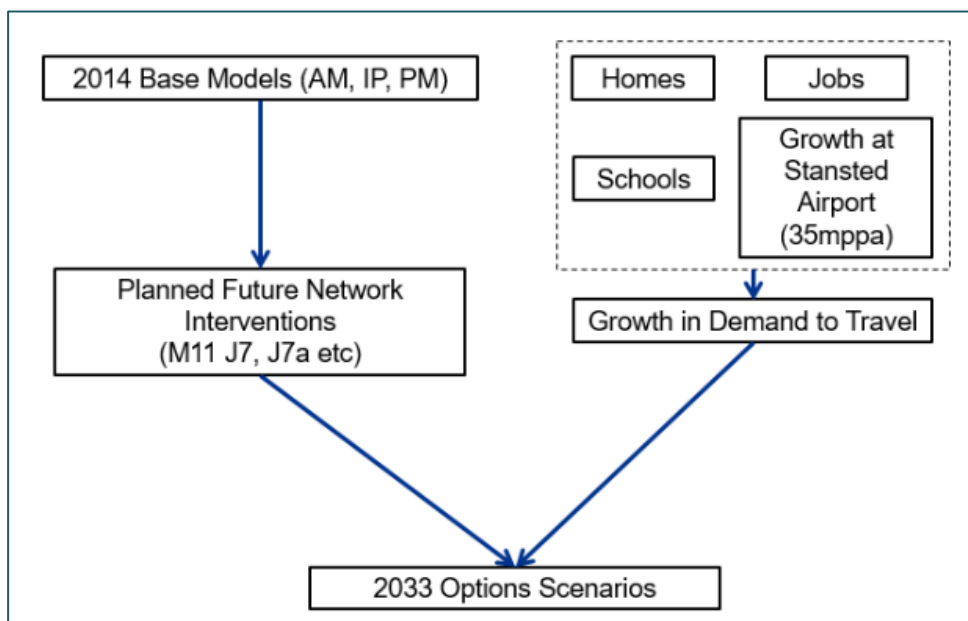 2014 Base Models (AM, IP, PM)
Homes
Jobs
Schools
Growth at
Stansted
Airport
(35mppa)
Planned Future Network
Interventions
(M11 J7, J7a etc)
Growth in Demand to Travel
2033 Options Scenarios